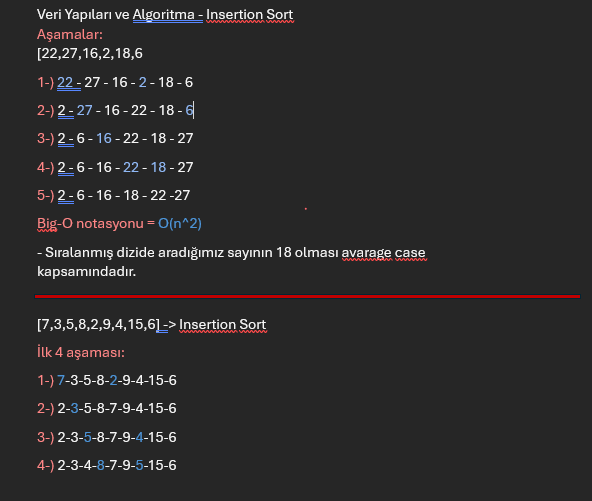 Veri Yapıları ve Algoritma - Insertion Sort
Aşamalar:
[22,27,16,2,18,6
1-) 22 - 27 - 16 - 2 - 18 - 6
2-) 2 - 27 - 16 - 22 - 18 - 6
3-) 2 - 6 - 16 - 22 - 18 - 27
4-) 2 - 6 - 16 - 22 - 18 - 27
5-) 2 - 6 - 16 - 18 - 22 -27
Big-O notasyonu = O(n^2)
- Sıralanmış dizide aradığımız sayının 18 olması avarage case
kapsamındadır.
[7,3,5,8,2,9,4,15,6] -> Insertion Sort
İlk 4 aşaması:
1-) 7-3-5-8-2-9-4-15-6
2-) 2-3-5-8-7-9-4-15-6
3-) 2-3-5-8-7-9-4-15-6
4-) 2-3-4-8-7-9-5-15-6